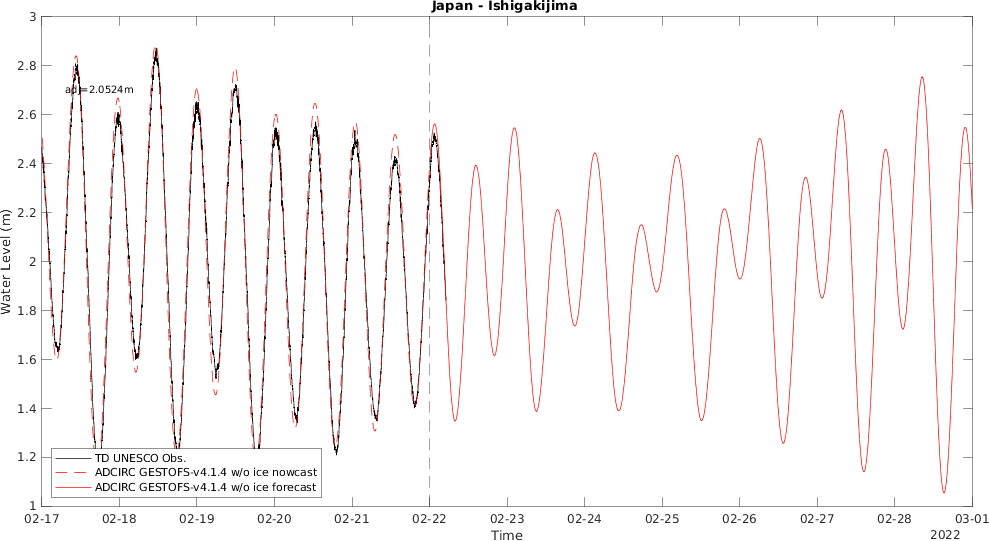 Japan - Ishigakijima
3
2.8
2.6
2.4
2.2
2
1.8
1.6
1.4
1.2
1
Water Level (m)
adj=2.0524m
TD UNESCO Obs.
ADCIRC GESTOFS-v4.1.4 w/o ice nowcast
ADCIRC GESTOFS-v4.1.4 w/o ice forecast
02-17 02-18 02-19 02-20 02-21 02-22 02-23 02-24 02-25 02-26 02-27 02-28 03-01
Time
2022